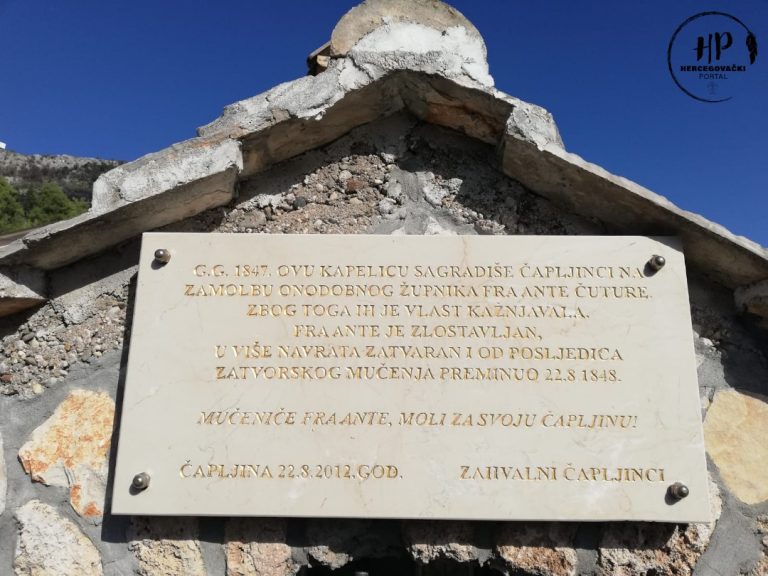 HP
HERCEGOVAČKI
PORTAL
G.G. 1847. OVU KAPELICU SAGRADIŠE ČAPLJINCI NA
ZAMOLBU ONODOBNOG ŽUPNIKA FRA ANTE ČUTURE.
ZBOG TOGA IH JE VLAST KAŽNJAVALA.
FRA ANTE JE ZLOSTAVLJAN,
U VIŠE NAVRATA ZATVARAN I OD POSLJEDICA
ZATVORSKOG MUČENJA PREMINUO 22.8 1848.
MUČENIČE FRA ANTE, MOLI ZA SVOJU ČAPLJINU!
ČAPLJINA 22.8.2012.GOD. ZAHVALNI ČAPLJINCI